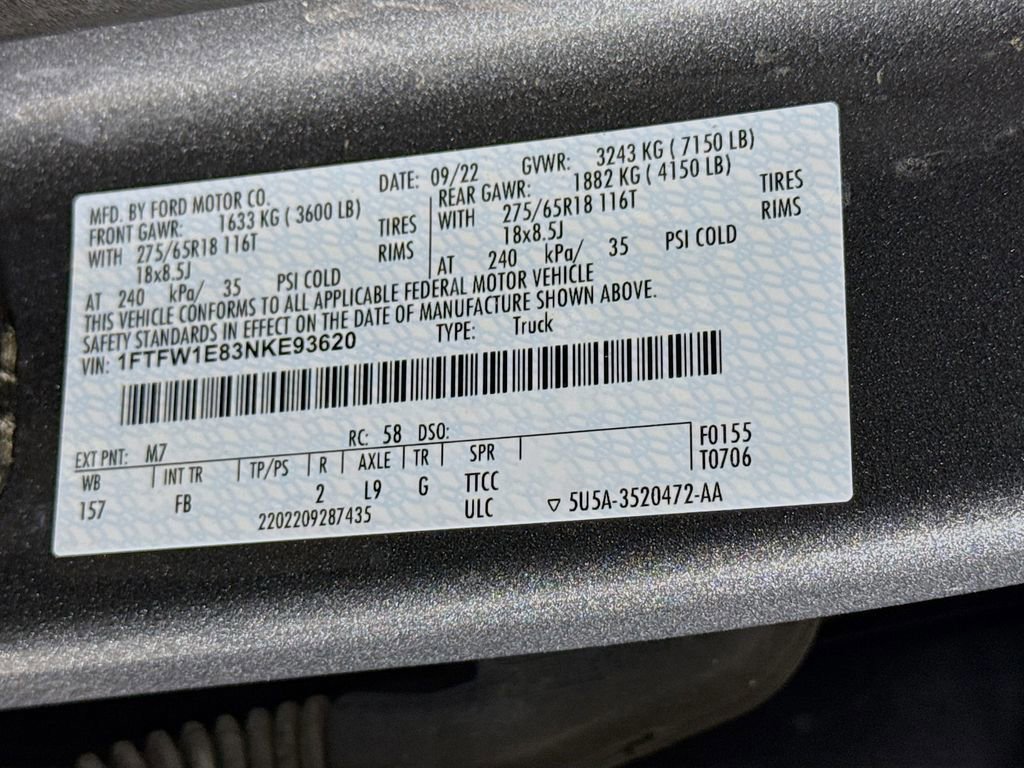 MFD. BY FORD MOTOR CO. DATE: 09/22 GVWR: 3243 KG ( 7150 LB)
FRONT GAWR: 1633 KG ( 3600 LB) REAR GAWR: 1882 KG ( 4150 LB)
WITH 275/65R18 116T TIRES WITH 275/65R18 116T TIRES
18x8.5J RIMS 18x8.5J RIMS
AT 240 kPa/ 35 PSI COLD AT 240 kPa/ 35 PSI COLD
THIS VEHICLE CONFORMS TO ALL APPLICABLE FEDERAL MOTOR VEHICLE
SAFETY STANDARDS IN EFFECT ON THE DATE OF MANUFACTURE SHOWN ABOVE.
VIN: 1FTFW1E83NKE93620 TYPE: Truck
EXT PNT: M7 RC: 58 DSO: F0155
WB INT TR TP/PS R AXLE TR SPR T0706
157 FB 2 L9 G TTCC
2202209287435 ULC ▽ 5U5A-3520472-AA